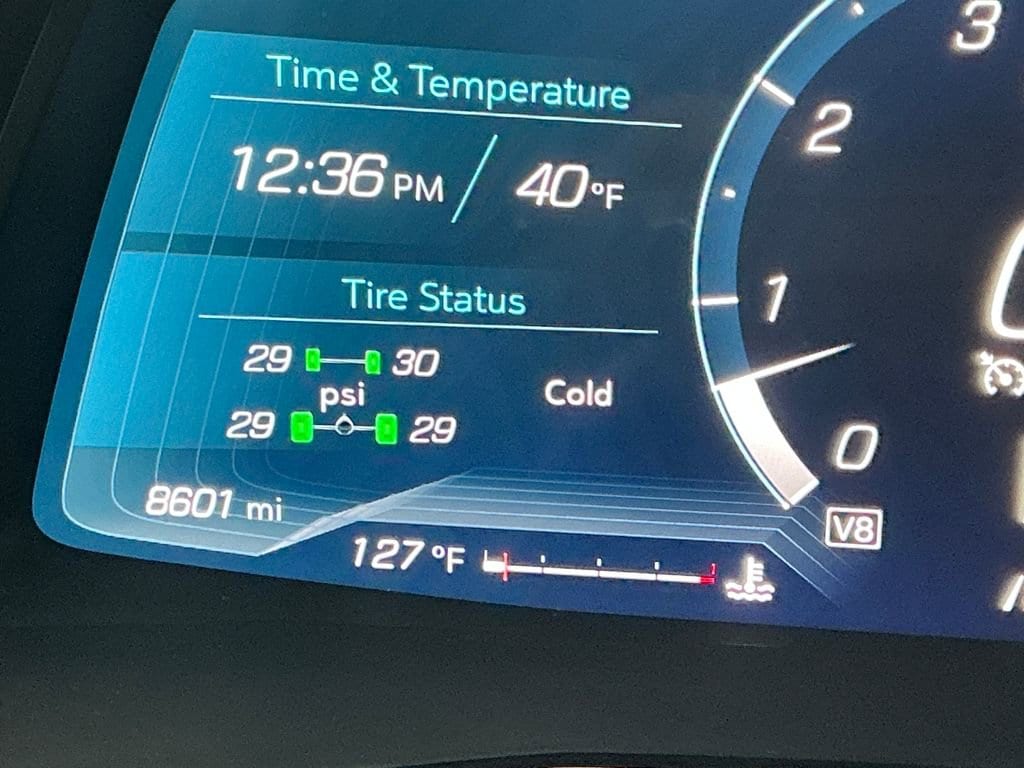 Time & Temperature
12:36 PM / 40 °F
Tire Status
29 30
psi
Cold
29 29
8601 mi
127 °F
3
2
1
0
V8